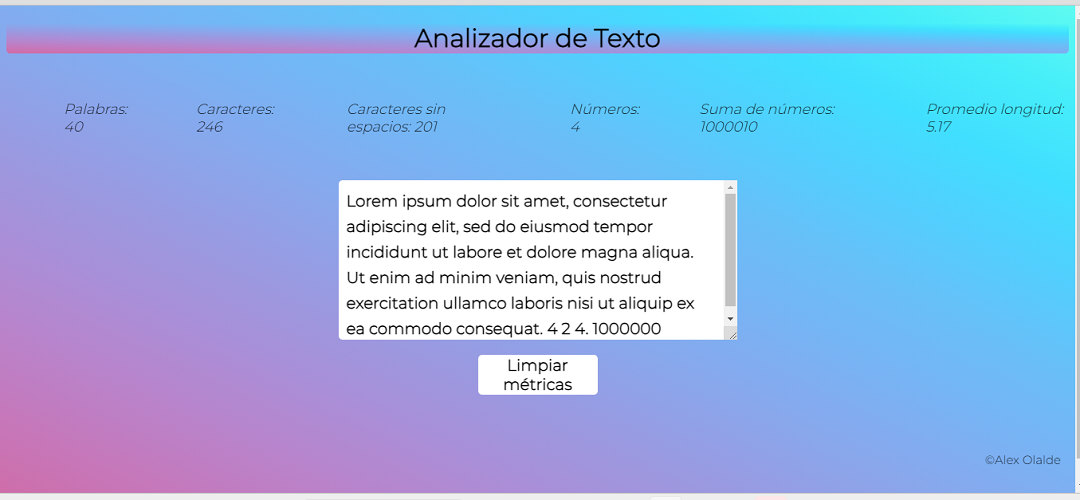 Analizador de Texto
Palabras:
40
Caracteres:
246
Caracteres sin
espacios: 201
Números:
4
Suma de números:
1000010
Promedio longitud:
5.17
Lorem ipsum dolor sit amet, consectetur
adipiscing elit, sed do eiusmod tempor
incididunt ut labore et dolore magna aliqua.
Ut enim ad minim veniam, quis nostrud
exercitation ullamco laboris nisi ut aliquip ex
ea commodo consequat. 4 2 4. 1000000
Limpiar
métricas
©Alex Olalde